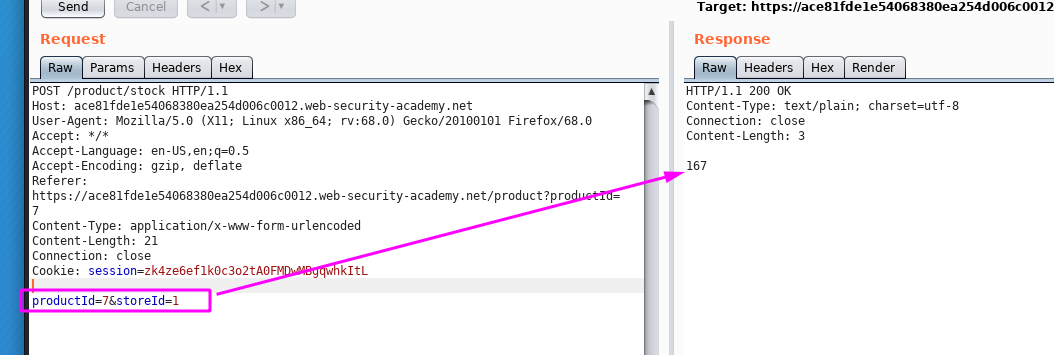 Send Cancel < > Target: https://ace81fde1e54068380ea254d006c0012
Request
Raw Params Headers Hex
POST /product/stock HTTP/1.1
Host: ace81fde1e54068380ea254d006c0012.web-security-academy.net
User-Agent: Mozilla/5.0 (X11; Linux x86_64; rv:68.0) Gecko/20100101 Firefox/68.0
Accept: */*
Accept-Language: en-US,en;q=0.5
Accept-Encoding: gzip, deflate
Referer:
https://ace81fde1e54068380ea254d006c0012.web-security-academy.net/product?productId=
7
Content-Type: application/x-www-form-urlencoded
Content-Length: 21
Connection: close
Cookie: session=zk4ze6ef1k0c3o2tA0FMDwMBgqwhkItL
productId=7&storeId=1
Response
Raw Headers Hex Render
HTTP/1.1 200 OK
Content-Type: text/plain; charset=utf-8
Connection: close
Content-Length: 3
167